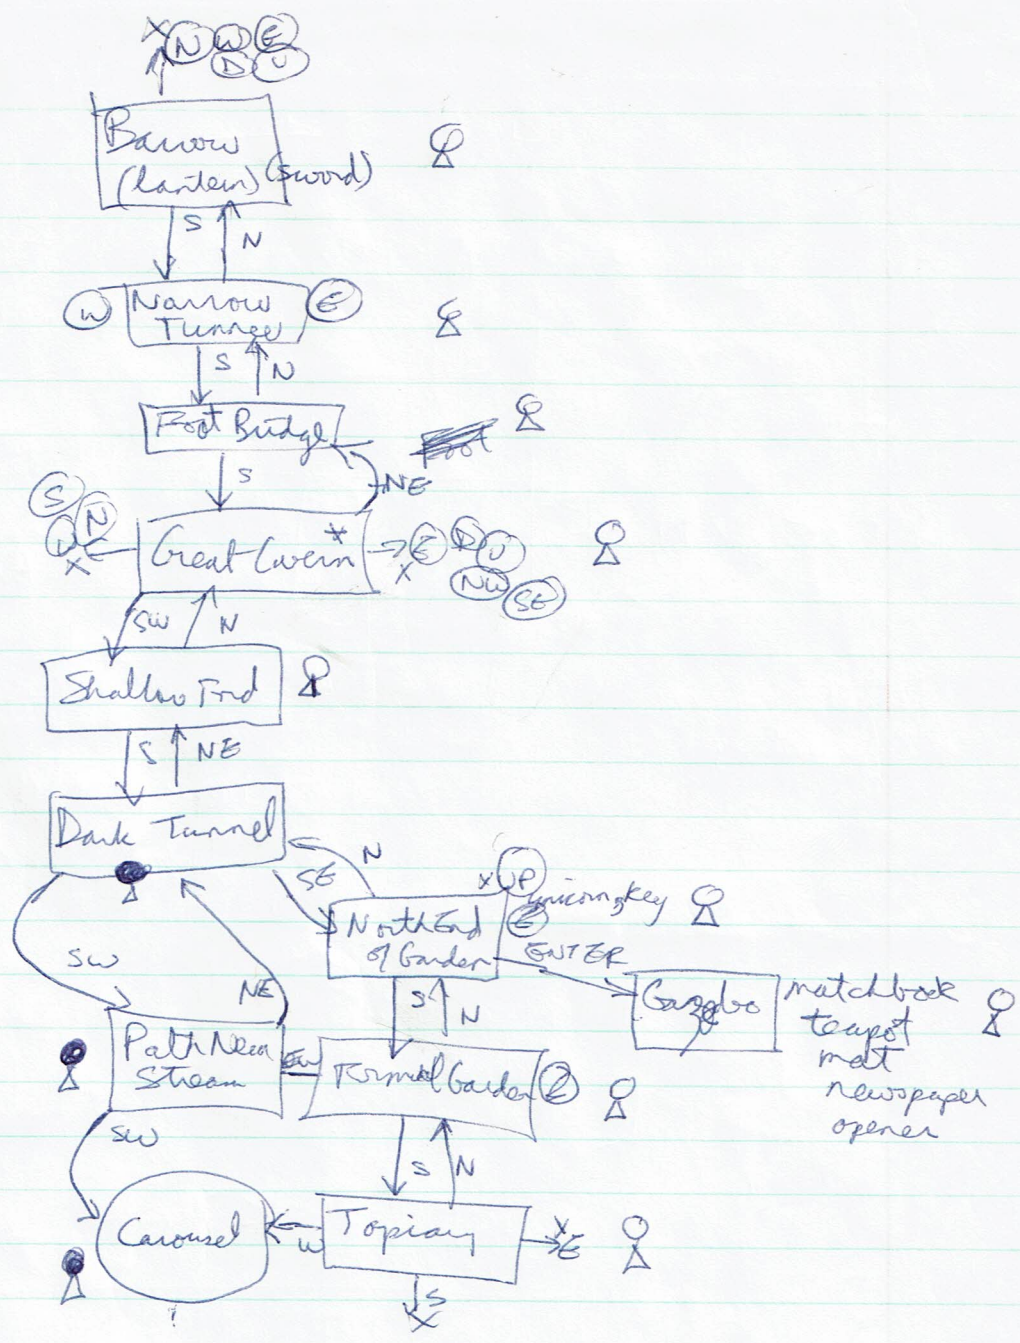 X N W E
D U
Barrow
(lantern) (sword)
S
N
W Narrow E
Tunnel
S N
Foot Bridge
S NE
S
N
Great Cavern * E D U
X X NW SE
SW N
Shallow Ford
S NE
Dark Tunnel
N
SE X UP
unicorns, key
North End E
of Garden ENTER
SW
NE
S
N
Gazebo matchbook
teapot
mat
newspaper
opener
Path Near
Stream
EW Formal Garden E
SW
S N
Carousel W Topiary X E
S
X